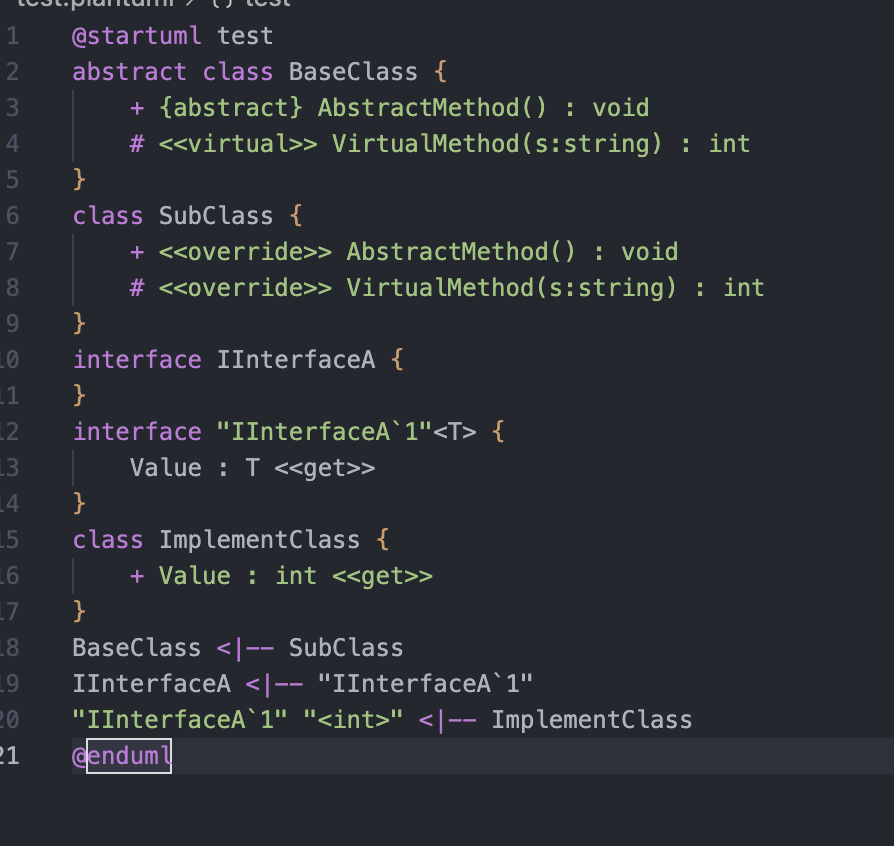 test.plantuml > {} test
1 @startuml test
2 abstract class BaseClass {
3 + {abstract} AbstractMethod() : void
4 # <<virtual>> VirtualMethod(s:string) : int
5 }
6 class SubClass {
7 + <<override>> AbstractMethod() : void
8 # <<override>> VirtualMethod(s:string) : int
9 }
10 interface IInterfaceA {
11 }
12 interface "IInterfaceA`1"<T> {
13 Value : T <<get>>
14 }
15 class ImplementClass {
16 + Value : int <<get>>
17 }
18 BaseClass <|-- SubClass
19 IInterfaceA <|-- "IInterfaceA`1"
20 "IInterfaceA`1" "<int>" <|-- ImplementClass
21 @enduml